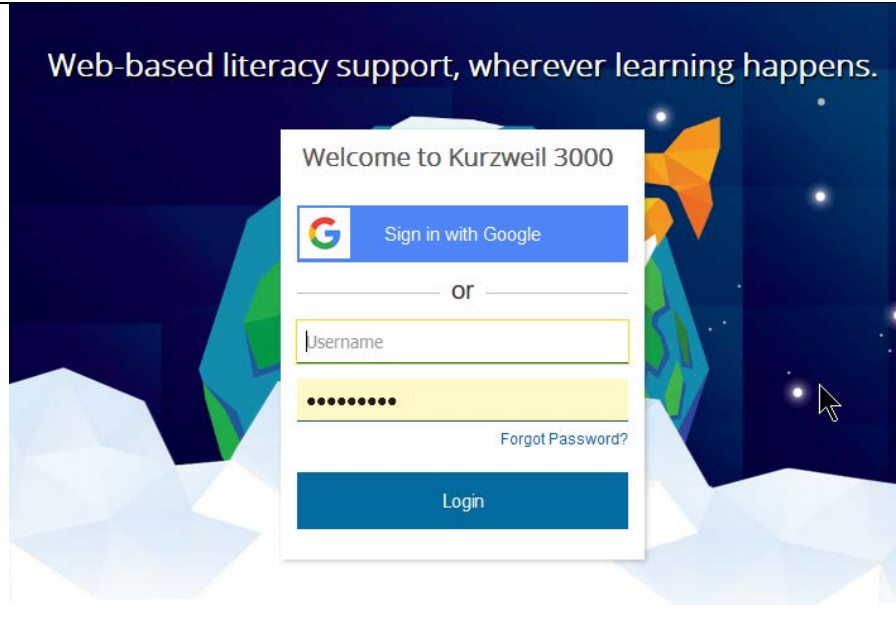 Web-based literacy support, wherever learning happens.
Welcome to Kurzweil 3000
G Sign in with Google
or
Username
•••••••••
Forgot Password?
Login